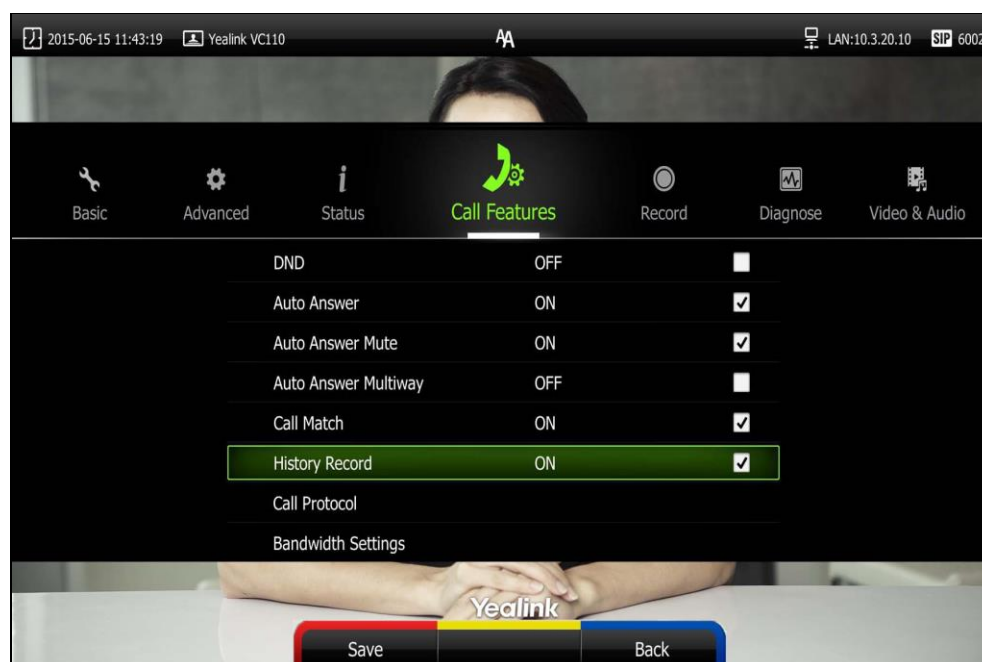 2015-06-15 11:43:19 Yealink VC110 AA LAN:10.3.20.10 SIP 6002
Basic Advanced Status Call Features Record Diagnose Video & Audio
DND OFF
Auto Answer ON
Auto Answer Mute ON
Auto Answer Multiway OFF
Call Match ON
History Record ON
Call Protocol
Bandwidth Settings
Yealink
Save Back